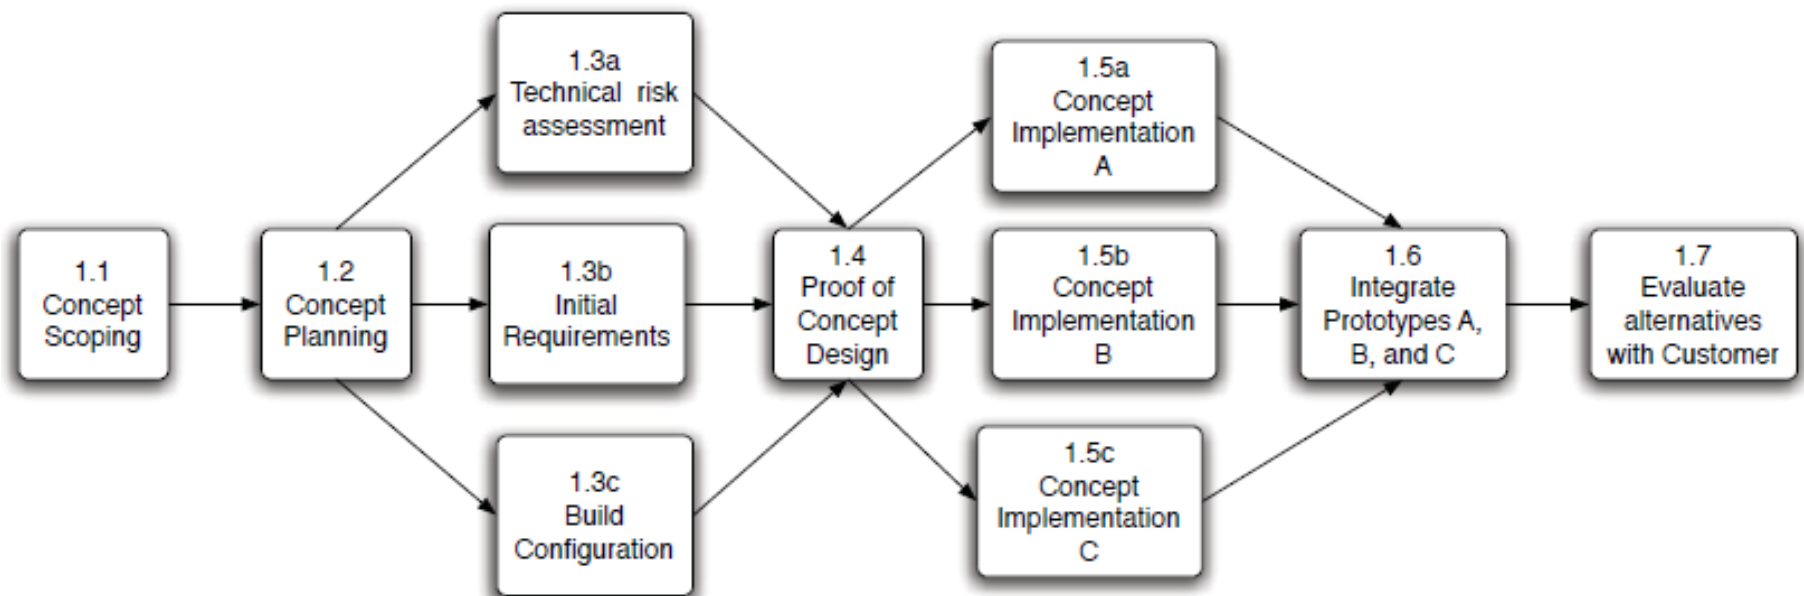 1.1
Concept
Scoping
1.2
Concept
Planning
1.3a
Technical risk
assessment
1.3b
Initial
Requirements
1.3c
Build
Configuration
1.4
Proof of
Concept
Design
1.5a
Concept
Implementation
A
1.5b
Concept
Implementation
B
1.5c
Concept
Implementation
C
1.6
Integrate
Prototypes A,
B, and C
1.7
Evaluate
alternatives
with Customer